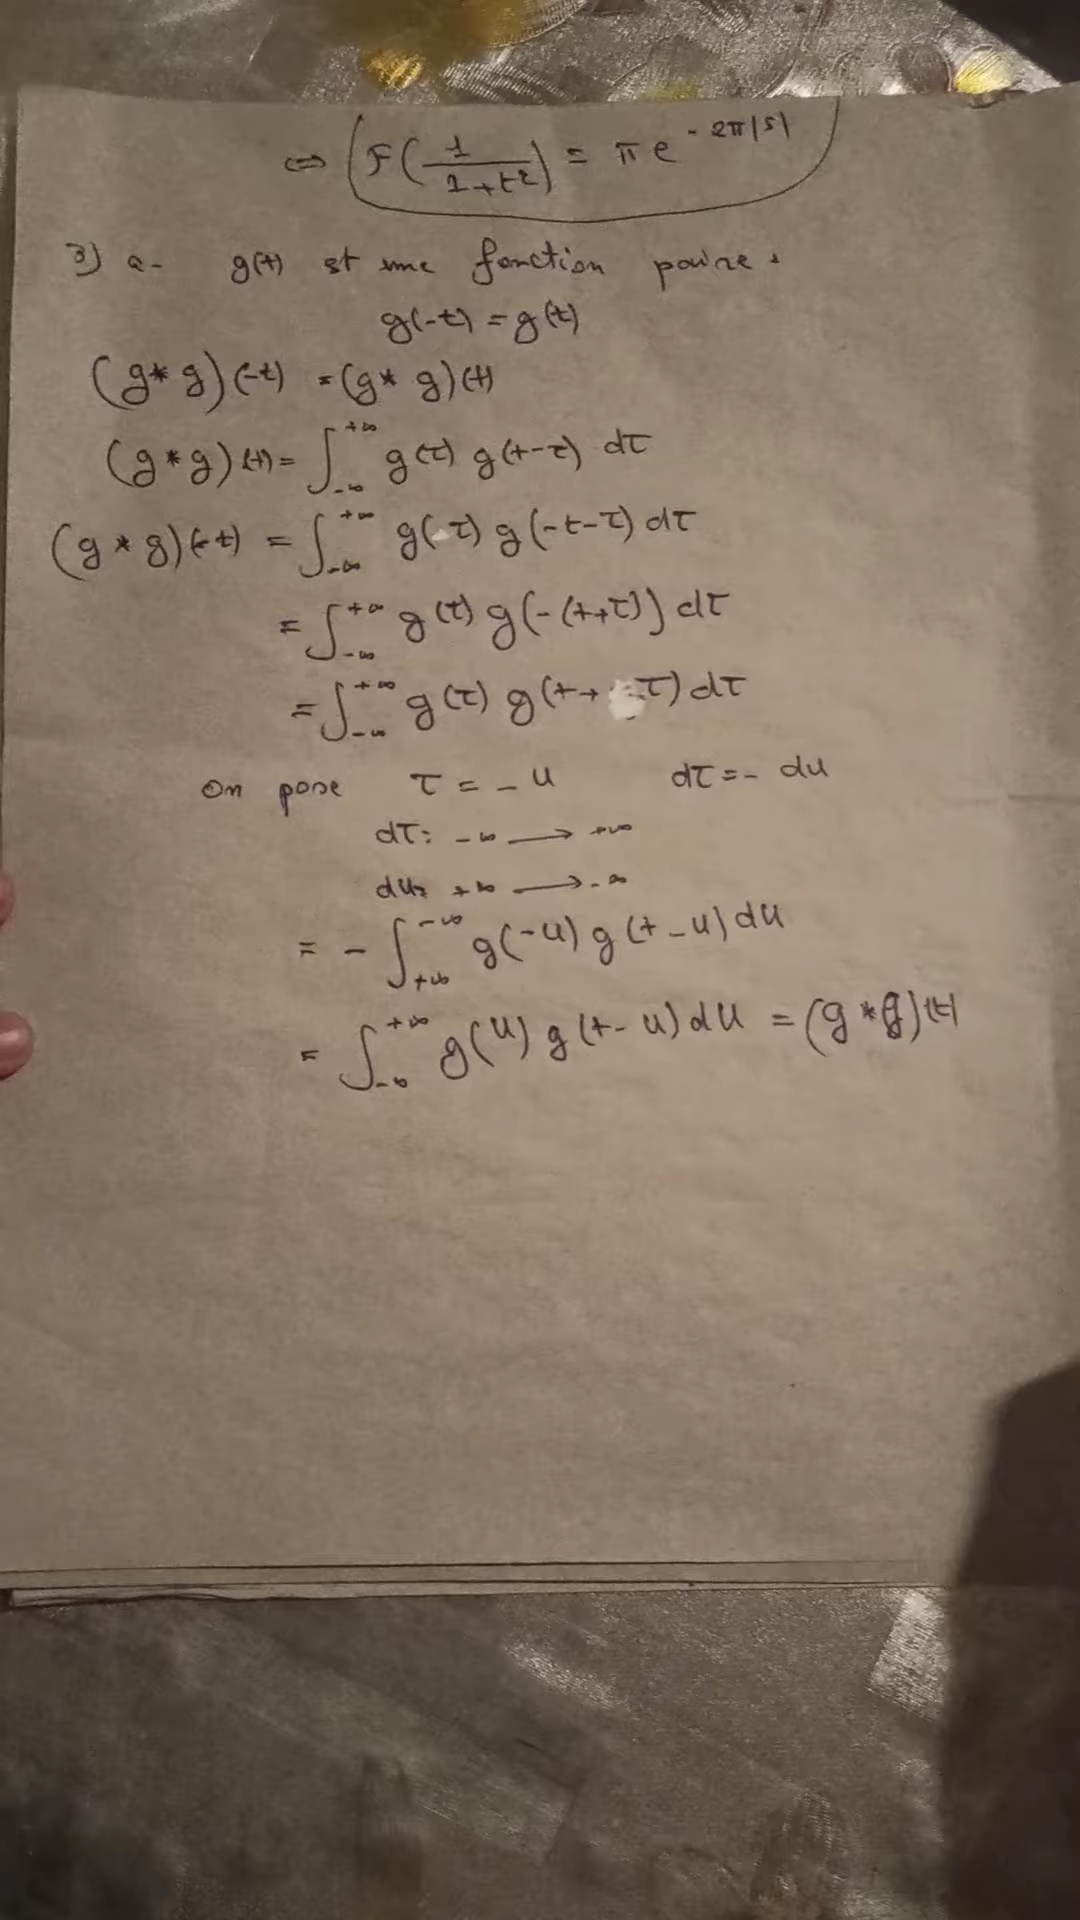 ⇔ F(1/(1+t²)) = π e^(-2π|s|)
3) a- g(t) est une fonction paire.
g(-t) = g(t)
(g * g)(-t) = (g * g)(t)
(g * g)(t) = ∫_{-∞}^{+∞} g(τ) g(t-τ) dτ
(g * g)(-t) = ∫_{-∞}^{+∞} g(-τ) g(-t-τ) dτ
= ∫_{-∞}^{+∞} g(τ) g(-(t+τ)) dτ
= ∫_{-∞}^{+∞} g(τ) g(t+τ) dτ
On pose τ = -u dτ = - du
dτ: -∞ → +∞
du: +∞ → -∞
= - ∫_{+∞}^{-∞} g(-u) g(t-u) du
= ∫_{-∞}^{+∞} g(u) g(t-u) du = (g * g)(t)